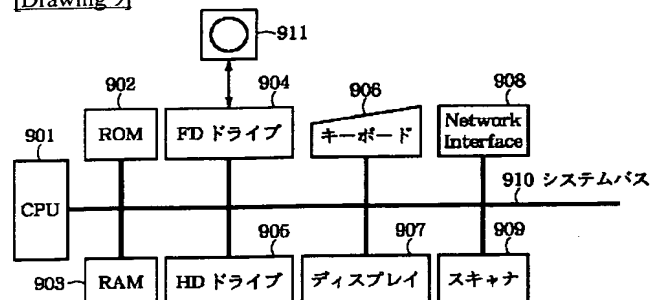 [Drawing 9]
911
902
904
906
908
901
ROM
FD ドライブ
キーボード
Network
Interface
910 システムバス
CPU
905
907
909
903
RAM
HD ドライブ
ディスプレイ
スキャナ